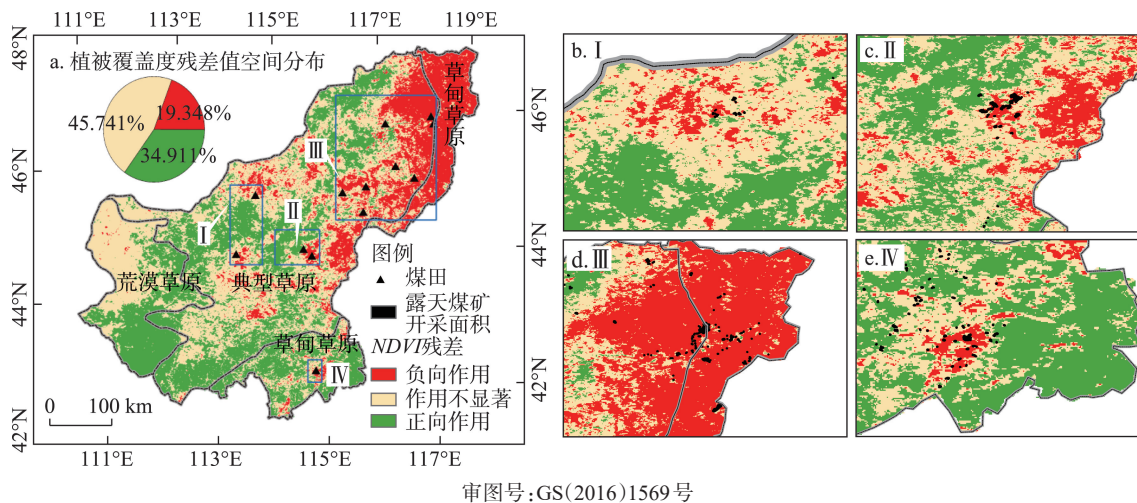 111°E 113°E 115°E 117°E 119°E
48°N
46°N
44°N
42°N
46°N
44°N
42°N
111°E 113°E 115°E 117°E
a. 植被覆盖度残差值空间分布
19.348%
45.741%
34.911%
草甸草原
Ⅲ
Ⅰ
Ⅱ
荒漠草原
典型草原
草甸草原
Ⅳ
图例
煤田
露天煤矿
开采面积
NDVI残差
负向作用
作用不显著
正向作用
0 100 km
b. Ⅰ
c. Ⅱ
d. Ⅲ
e. Ⅳ
审图号:GS(2016)1569号